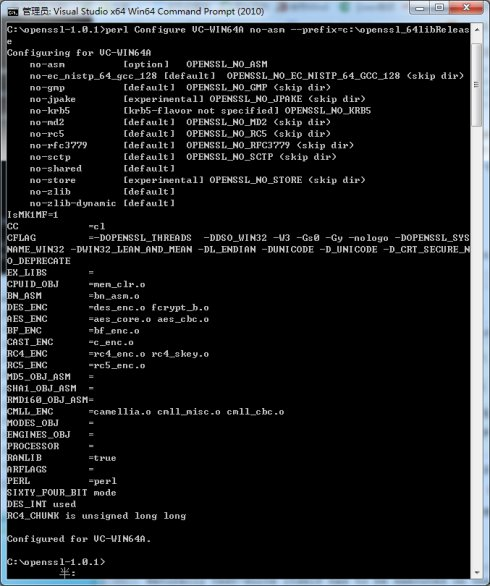 管理员: Visual Studio x64 Win64 Command Prompt (2010)
C:\openssl-1.0.1>perl Configure VC-WIN64A no-asm --prefix=c:\openssl_64libReleas
e
Configuring for VC-WIN64A
    no-asm          [option]   OPENSSL_NO_ASM
    no-ec_nistp_64_gcc_128 [default]  OPENSSL_NO_EC_NISTP_64_GCC_128 (skip dir)
    no-gmp          [default]  OPENSSL_NO_GMP (skip dir)
    no-jpake        [experimental] OPENSSL_NO_JPAKE (skip dir)
    no-krb5         [krb5-flavor not specified] OPENSSL_NO_KRB5
    no-md2          [default]  OPENSSL_NO_MD2 (skip dir)
    no-rc5          [default]  OPENSSL_NO_RC5 (skip dir)
    no-rfc3779      [default]  OPENSSL_NO_RFC3779 (skip dir)
    no-sctp         [default]  OPENSSL_NO_SCTP (skip dir)
    no-shared       [default]
    no-store        [experimental] OPENSSL_NO_STORE (skip dir)
    no-zlib         [default]
    no-zlib-dynamic [default]
IsMK1MF=1
CC            =cl
CFLAG         =-DOPENSSL_THREADS  -DDSO_WIN32 -W3 -Gs0 -Gy -nologo -DOPENSSL_SYS
NAME_WIN32 -DWIN32_LEAN_AND_MEAN -DL_ENDIAN -DUNICODE -D_UNICODE -D_CRT_SECURE_N
O_DEPRECATE
EX_LIBS       =
CPUID_OBJ     =mem_clr.o
BN_ASM        =bn_asm.o
DES_ENC       =des_enc.o fcrypt_b.o
AES_ENC       =aes_core.o aes_cbc.o
BF_ENC        =bf_enc.o
CAST_ENC      =c_enc.o
RC4_ENC       =rc4_enc.o rc4_skey.o
RC5_ENC       =rc5_enc.o
MD5_OBJ_ASM   =
SHA1_OBJ_ASM  =
RMD160_OBJ_ASM=
CMLL_ENC      =camellia.o cmll_misc.o cmll_cbc.o
MODES_OBJ     =
ENGINES_OBJ   =
PROCESSOR     =
RANLIB        =true
ARFLAGS       =
PERL          =perl
SIXTY_FOUR_BIT mode
DES_INT used
RC4_CHUNK is unsigned long long
Configured for VC-WIN64A.
C:\openssl-1.0.1>
半: